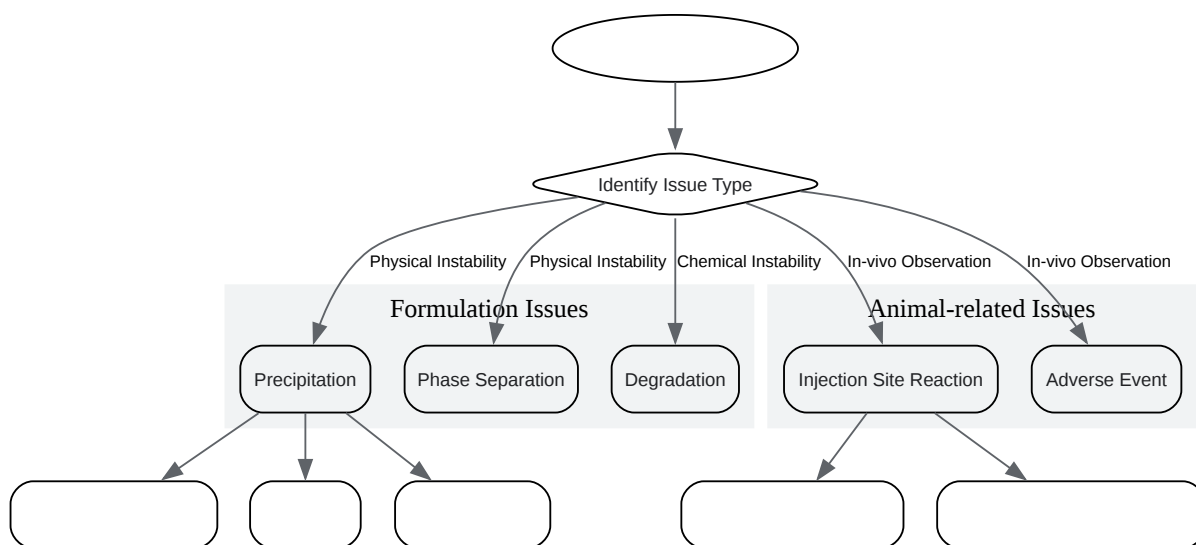 Identify Issue Type
Physical Instability
Physical Instability
Chemical Instability
In-vivo Observation
In-vivo Observation
Formulation Issues
Animal-related Issues
Precipitation
Phase Separation
Degradation
Injection Site Reaction
Adverse Event